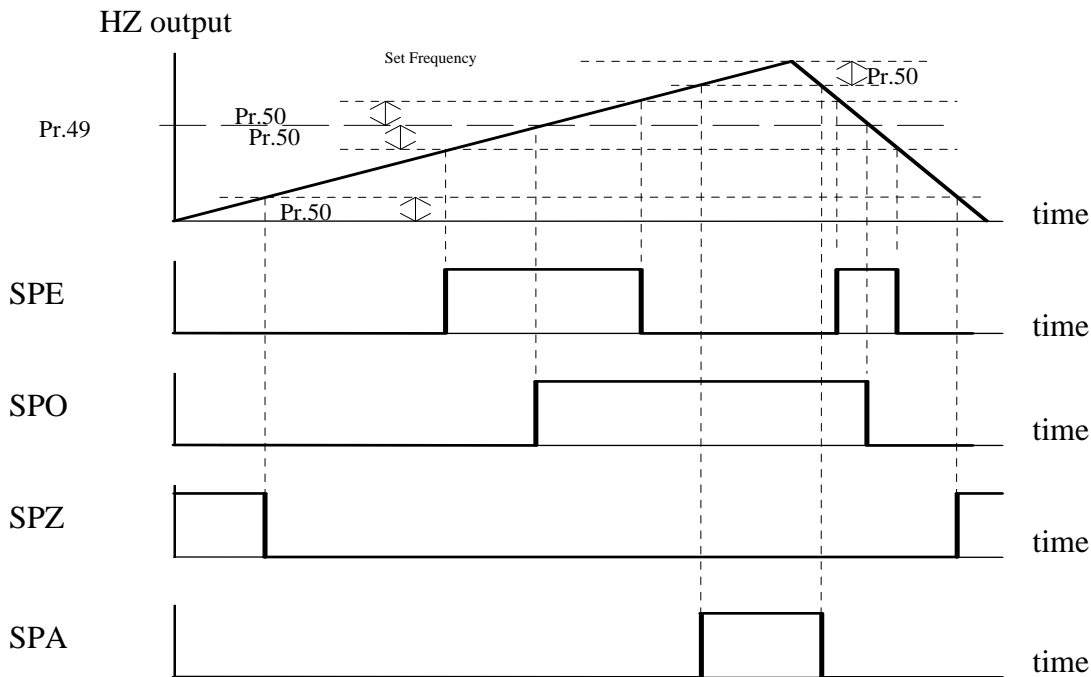 HZ output
Set Frequency
Pr.50
Pr.50
Pr.49
Pr.50
Pr.50
time
SPE
time
SPO
time
SPZ
time
SPA
time